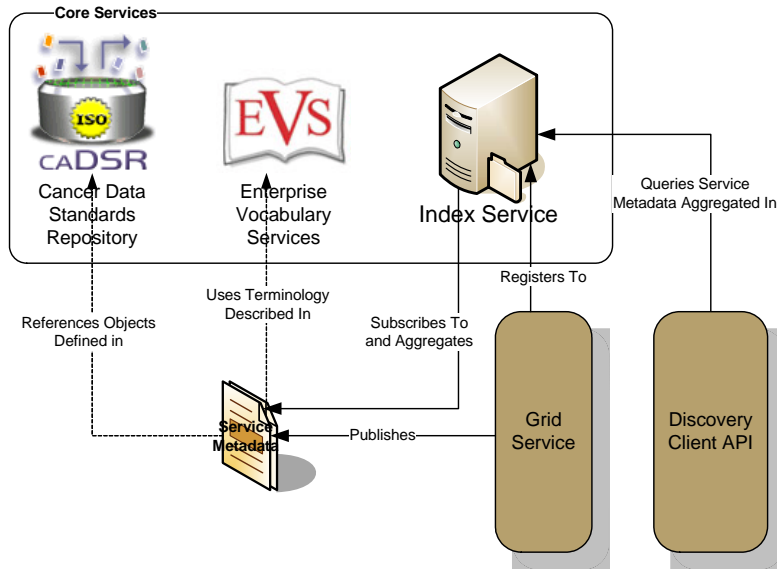 Core Services
ISO
caDSR
Cancer Data
Standards
Repository
EVS
Enterprise
Vocabulary
Services
Index Service
Queries Service
Metadata Aggregated In
Registers To
Uses Terminology
Described In
References Objects
Defined in
Subscribes To
and Aggregates
Service
Metadata
Publishes
Grid
Service
Discovery
Client API